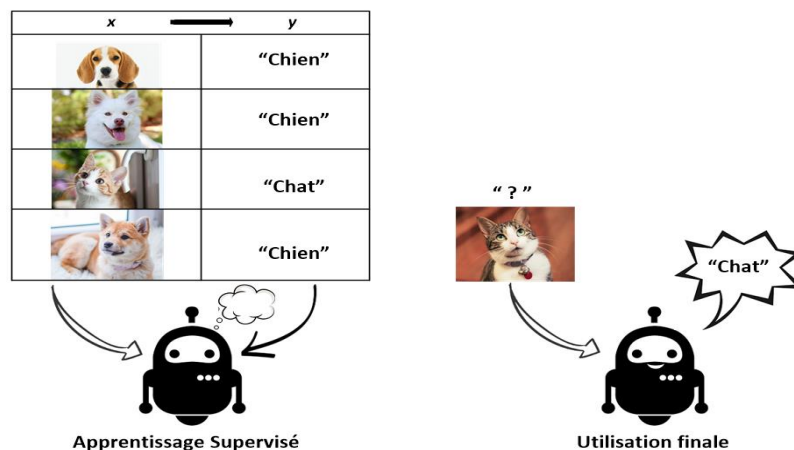 x y
“Chien”
“Chien”
“Chat”
“Chien”
“ ? ”
“Chat”
Apprentissage Supervisé
Utilisation finale